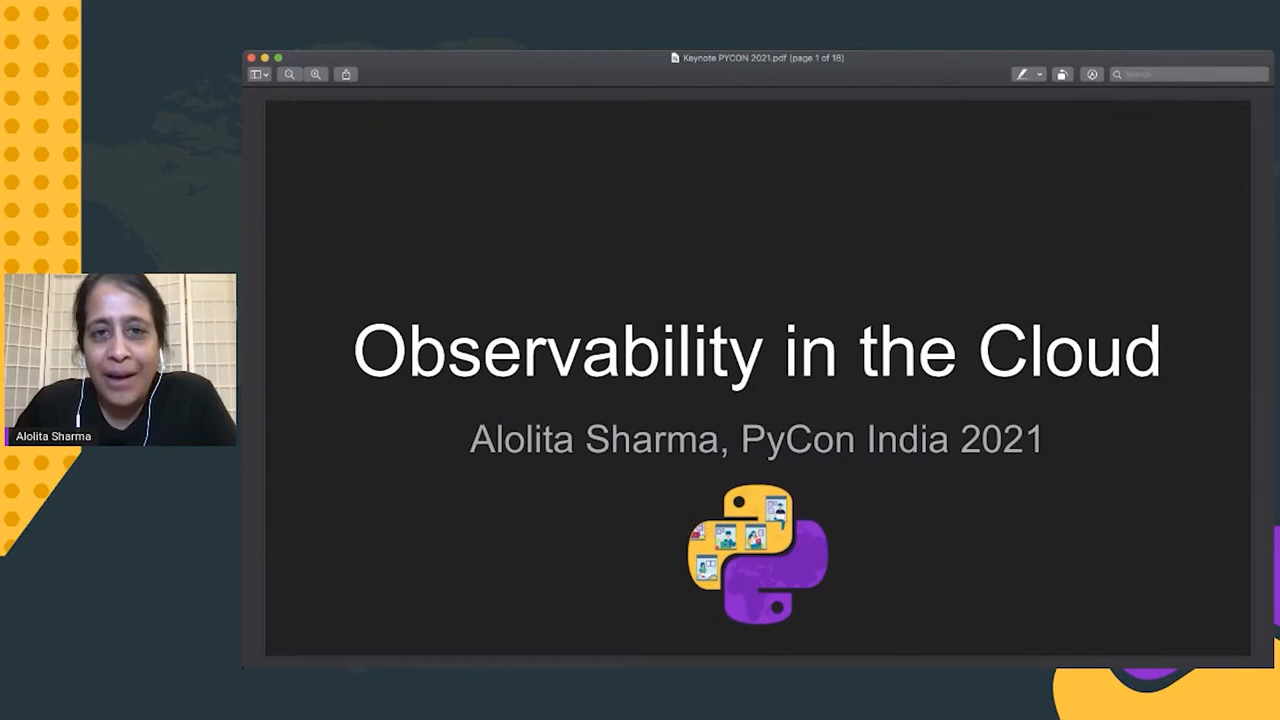 Keynote PYCON 2021.pdf (page 1 of 18)
Search
Observability in the Cloud
Alolita Sharma, PyCon India 2021
Alolita Sharma